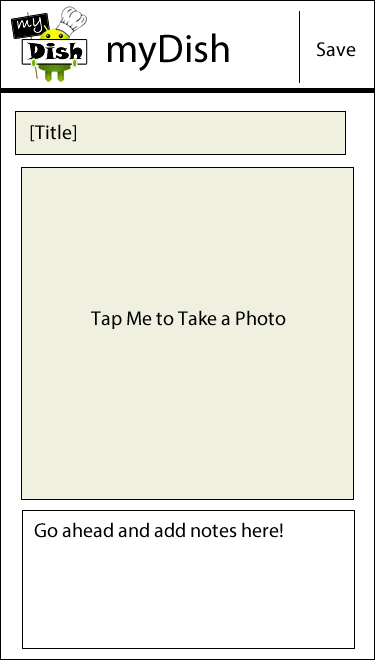 my
Dish
myDish
Save
[Title]
Tap Me to Take a Photo
Go ahead and add notes here!